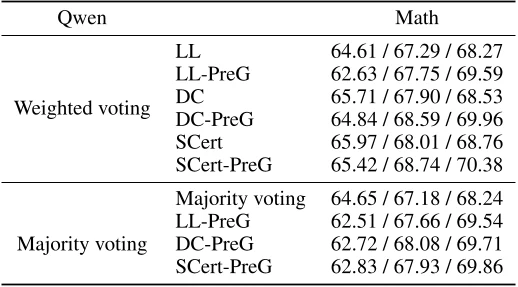 Qwen Math
LL 64.61 / 67.29 / 68.27
LL-PreG 62.63 / 67.75 / 69.59
DC 65.71 / 67.90 / 68.53
Weighted voting
DC-PreG 64.84 / 68.59 / 69.96
SCert 65.97 / 68.01 / 68.76
SCert-PreG 65.42 / 68.74 / 70.38
Majority voting 64.65 / 67.18 / 68.24
LL-PreG 62.51 / 67.66 / 69.54
Majority voting
DC-PreG 62.72 / 68.08 / 69.71
SCert-PreG 62.83 / 67.93 / 69.86